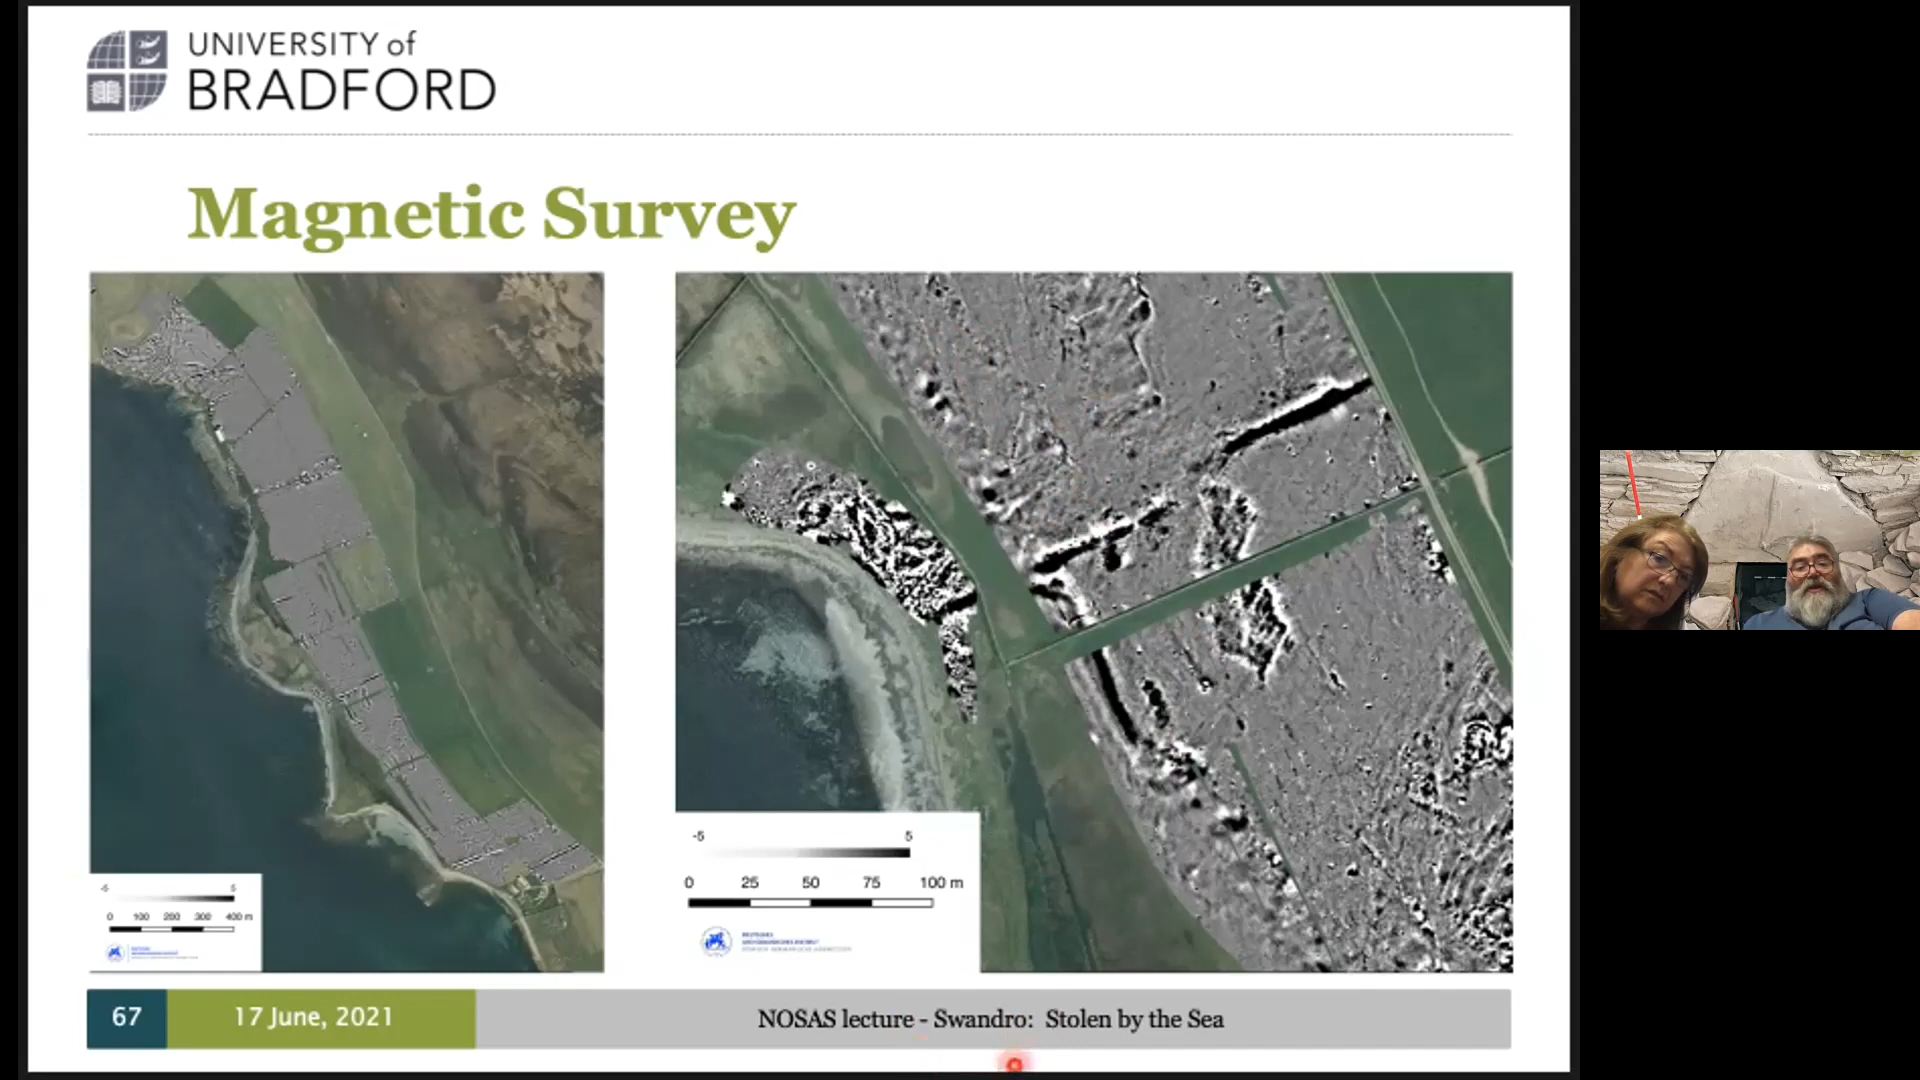 UNIVERSITY of
BRADFORD
Magnetic Survey
-5 5
0 100 200 300 400 m
-5 5
0 25 50 75 100 m
67
17 June, 2021
NOSAS lecture - Swandro: Stolen by the Sea